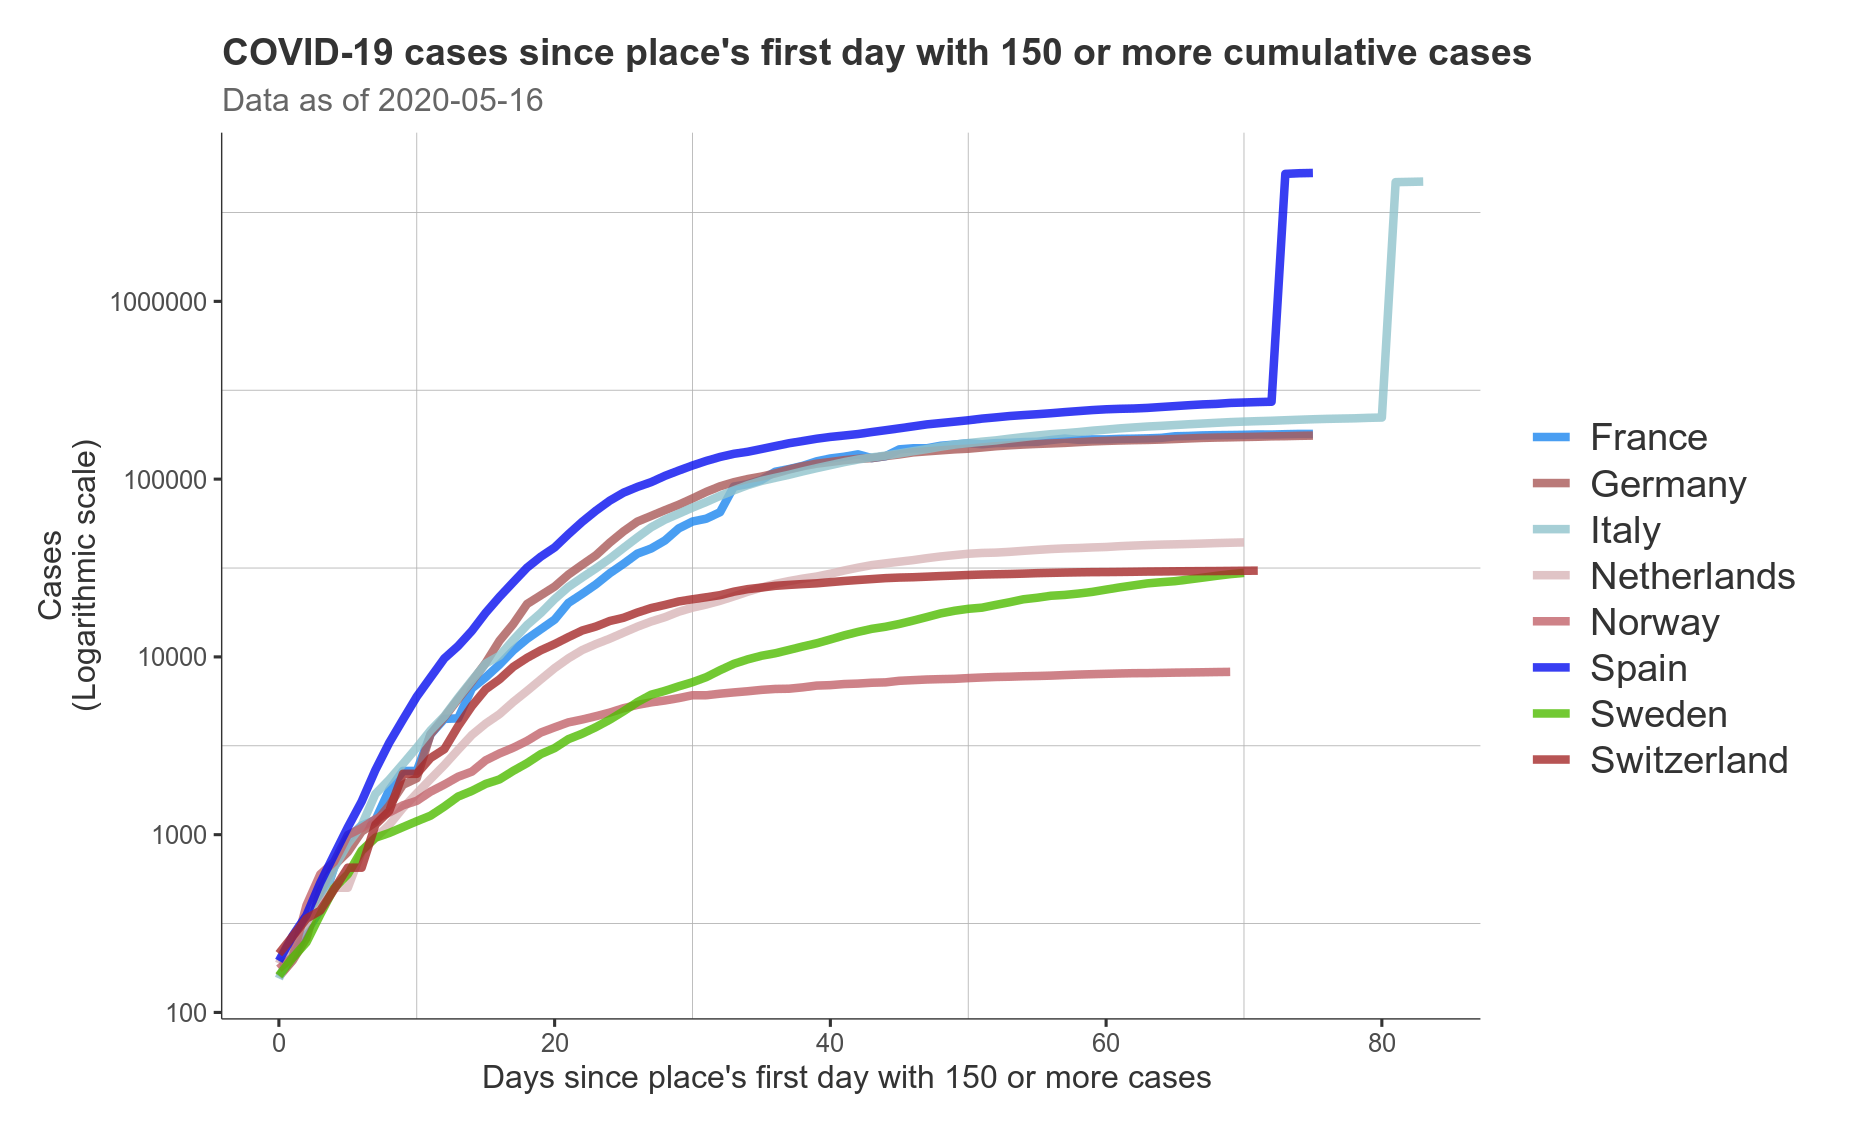 COVID-19 cases since place's first day with 150 or more cumulative cases
Data as of 2020-05-16
Cases
(Logarithmic scale)
1000000
100000
10000
1000
100
0
20
40
60
80
Days since place's first day with 150 or more cases
France
Germany
Italy
Netherlands
Norway
Spain
Sweden
Switzerland